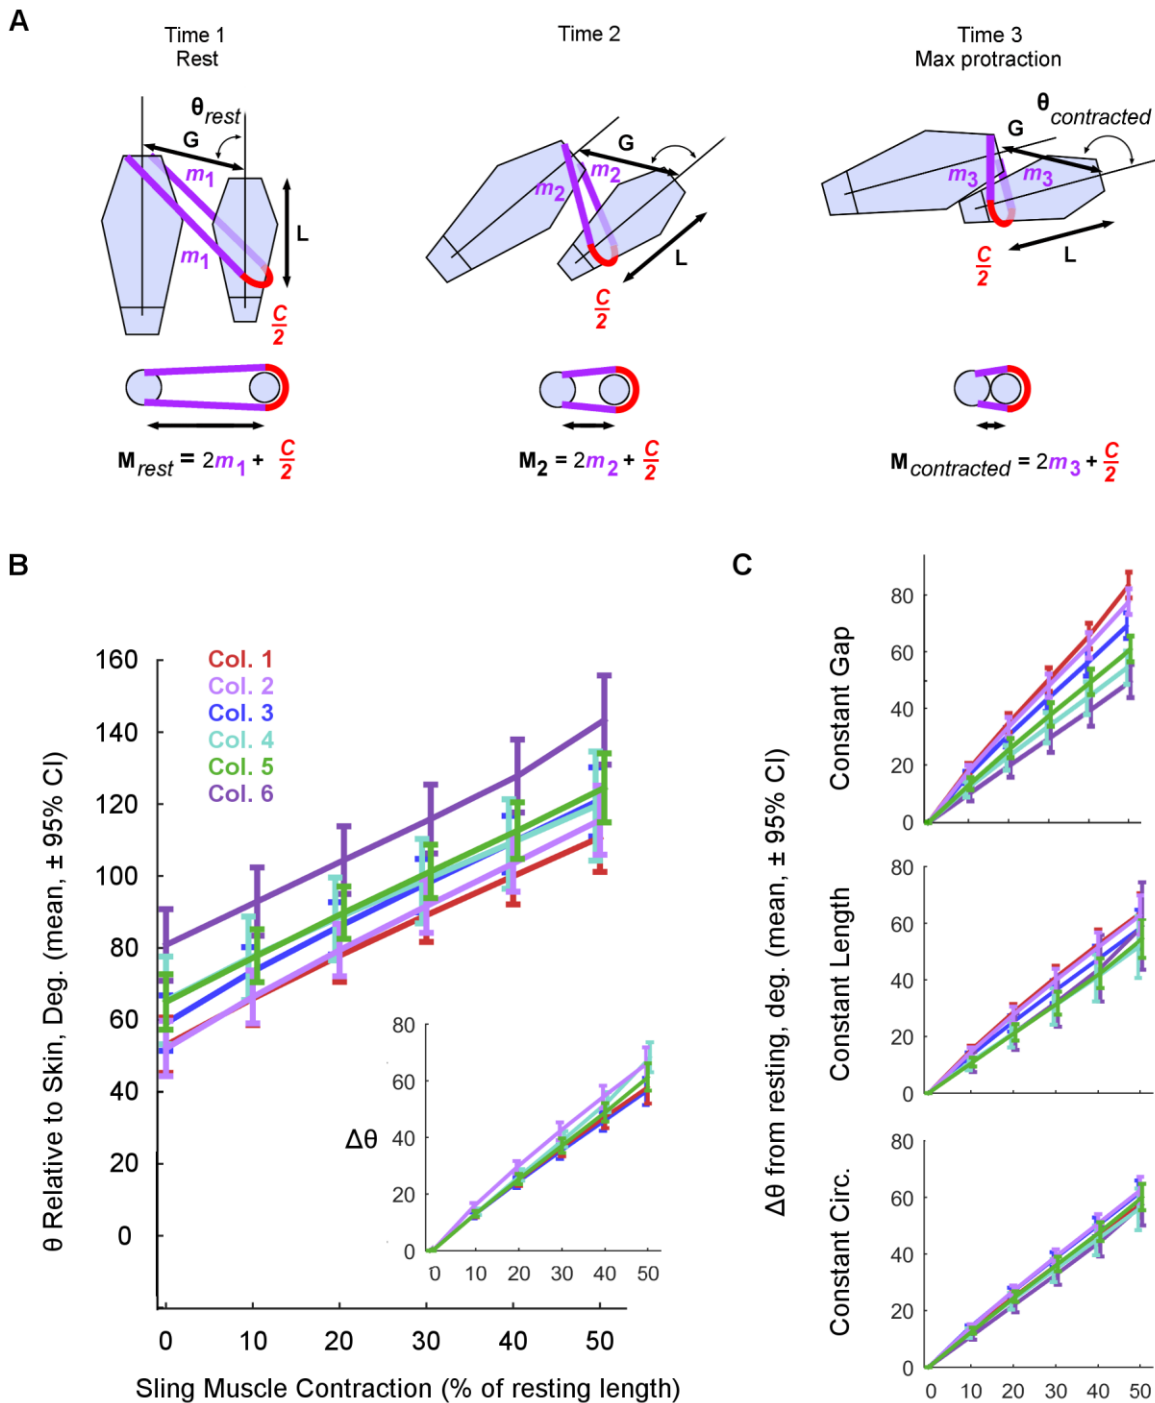 A
Time 1
Rest
Time 2
Time 3
Max protraction
θrest
G
m1
m1
L
C/2
m2
m2
L
C/2
θcontracted
G
m3
m3
L
C/2
Mrest = 2m1 + C/2
M2 = 2m2 + C/2
Mcontracted = 2m3 + C/2
B
θ Relative to Skin, Deg. (mean, ± 95% CI)
160
140
120
100
80
60
40
20
0
Col. 1
Col. 2
Col. 3
Col. 4
Col. 5
Col. 6
Δθ
80
60
40
20
0
0 10 20 30 40 50
0 10 20 30 40 50
Sling Muscle Contraction (% of resting length)
C
Δθ from resting, deg. (mean, ± 95% CI)
Constant Gap
80
60
40
20
0
Constant Length
80
60
40
20
0
Constant Circ.
80
60
40
20
0
0 10 20 30 40 50